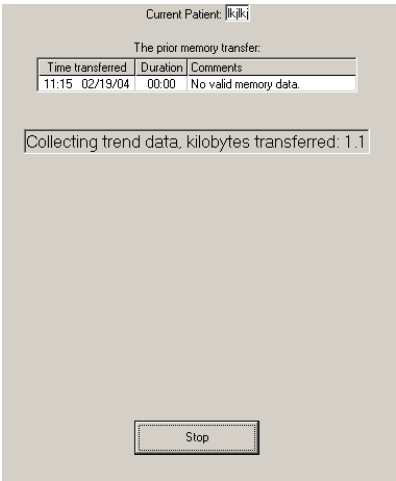 Current Patient: lkjlkj
The prior memory transfer:
Time transferred Duration Comments
11:15 02/19/04 00:00 No valid memory data.
Collecting trend data, kilobytes transferred: 1.1
Stop